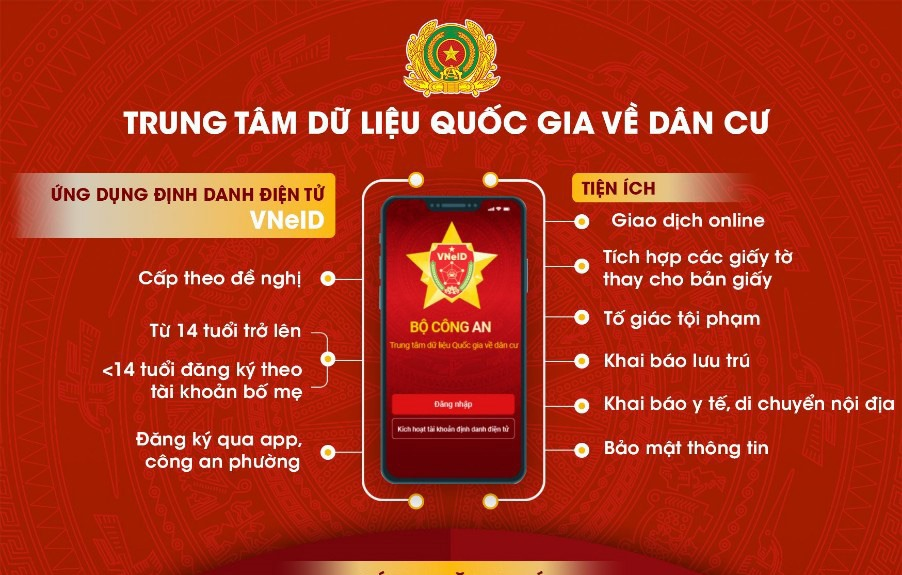 TRUNG TÂM DỮ LIỆU QUỐC GIA VỀ DÂN CƯ
ỨNG DỤNG ĐỊNH DANH ĐIỆN TỬ
VNeID
Cấp theo đề nghị
Từ 14 tuổi trở lên
<14 tuổi đăng ký theo
tài khoản bố mẹ
Đăng ký qua app,
công an phường
VNeID
BỘ CÔNG AN
Trung tâm dữ liệu Quốc gia về dân cư
Đăng nhập
Kích hoạt tài khoản định danh điện tử
TIỆN ÍCH
Giao dịch online
Tích hợp các giấy tờ
thay cho bản giấy
Tố giác tội phạm
Khai báo lưu trú
Khai báo y tế, di chuyển nội địa
Bảo mật thông tin